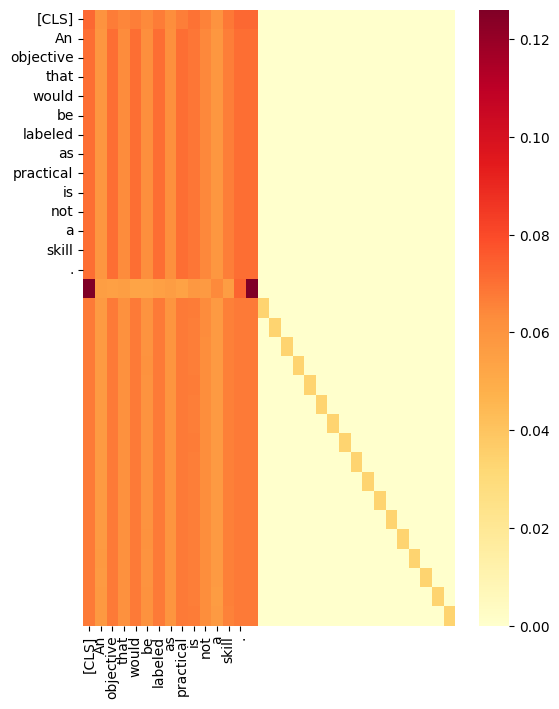 [CLS]
An
objective
that
would
be
labeled
as
practical
is
not
a
skill
.
0.12
0.10
0.08
0.06
0.04
0.02
0.00
[CLS]
An
objective
that
would
be
labeled
as
practical
is
not
a
skill
.